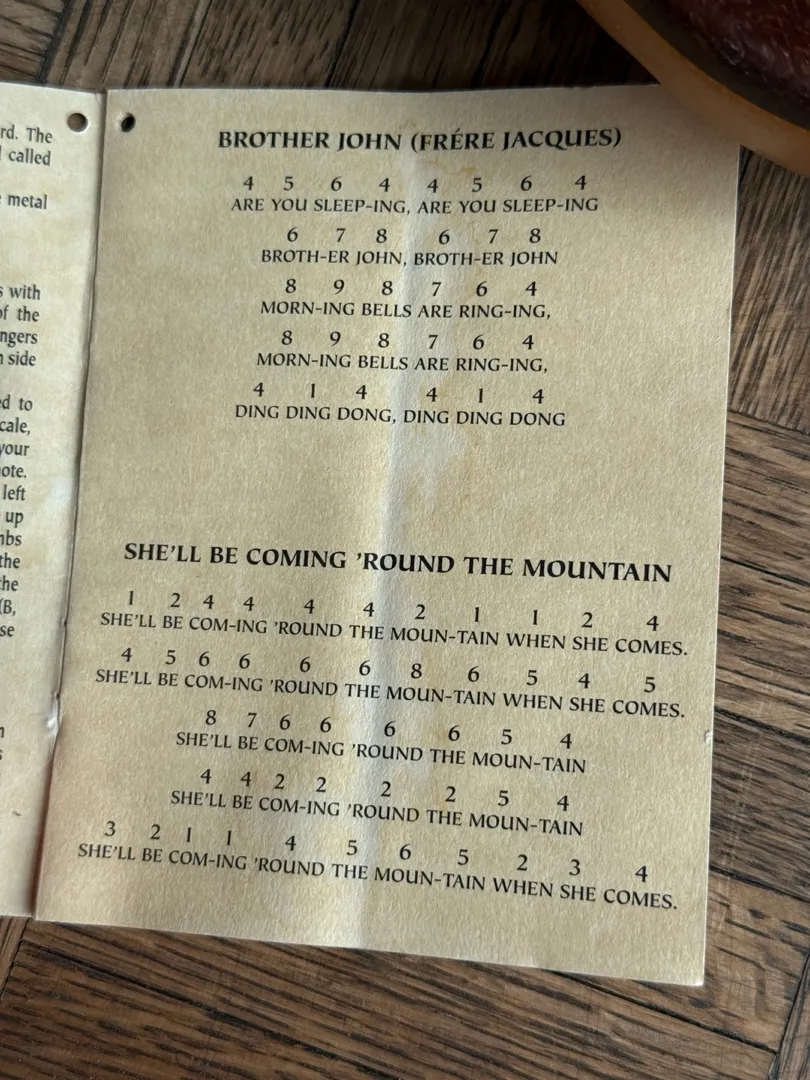 rd. The
called
metal
s with
of the
ngers
n side
ed to
cale,
your
ote.
left
up
mbs
the
the
(B,
se
n
s
BROTHER JOHN (FRÉRE JACQUES)
4 5 6 4 4 5 6 4
ARE YOU SLEEP-ING, ARE YOU SLEEP-ING
6 7 8 6 7 8
BROTH-ER JOHN, BROTH-ER JOHN
8 9 8 7 6 4
MORN-ING BELLS ARE RING-ING,
8 9 8 7 6 4
MORN-ING BELLS ARE RING-ING,
4 1 4 4 1 4
DING DING DONG, DING DING DONG
SHE'LL BE COMING 'ROUND THE MOUNTAIN
1 2 4 4 4 4 2 1 1 2 4
SHE'LL BE COM-ING 'ROUND THE MOUN-TAIN WHEN SHE COMES.
4 5 6 6 6 6 8 6 5 4 5
SHE'LL BE COM-ING 'ROUND THE MOUN-TAIN WHEN SHE COMES.
8 7 6 6 6 6 5 4
SHE'LL BE COM-ING 'ROUND THE MOUN-TAIN
4 4 2 2 2 2 5 4
SHE'LL BE COM-ING 'ROUND THE MOUN-TAIN
3 2 1 1 4 5 6 5 2 3 4
SHE'LL BE COM-ING 'ROUND THE MOUN-TAIN WHEN SHE COMES.